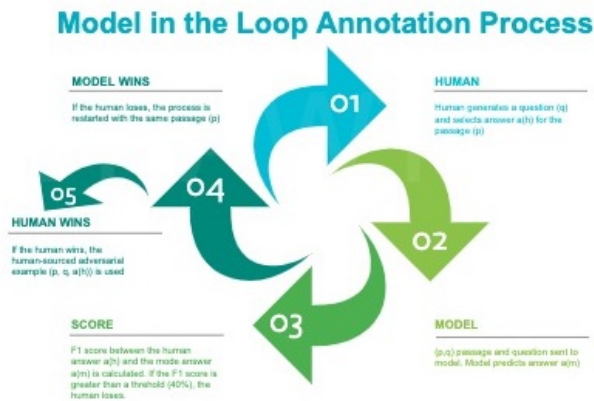 Model in the Loop Annotation Process
MODEL WINS
If the human loses, the process is
restarted with the same passage (p)
01
HUMAN
Human generates a question (q)
and selects answer a(h) for the
passage (p)
05
04
02
HUMAN WINS
If the human wins, the
human-sourced adversarial
example (p, q, a(h)) is used
03
SCORE
F1 score between the human
answer a(h) and the mode answer
a(m) is calculated. If the F1 score is
greater than a threhold (40%), the
human loses.
MODEL
(p,q) passage and question sent to
model. Model predicts answer a(m)